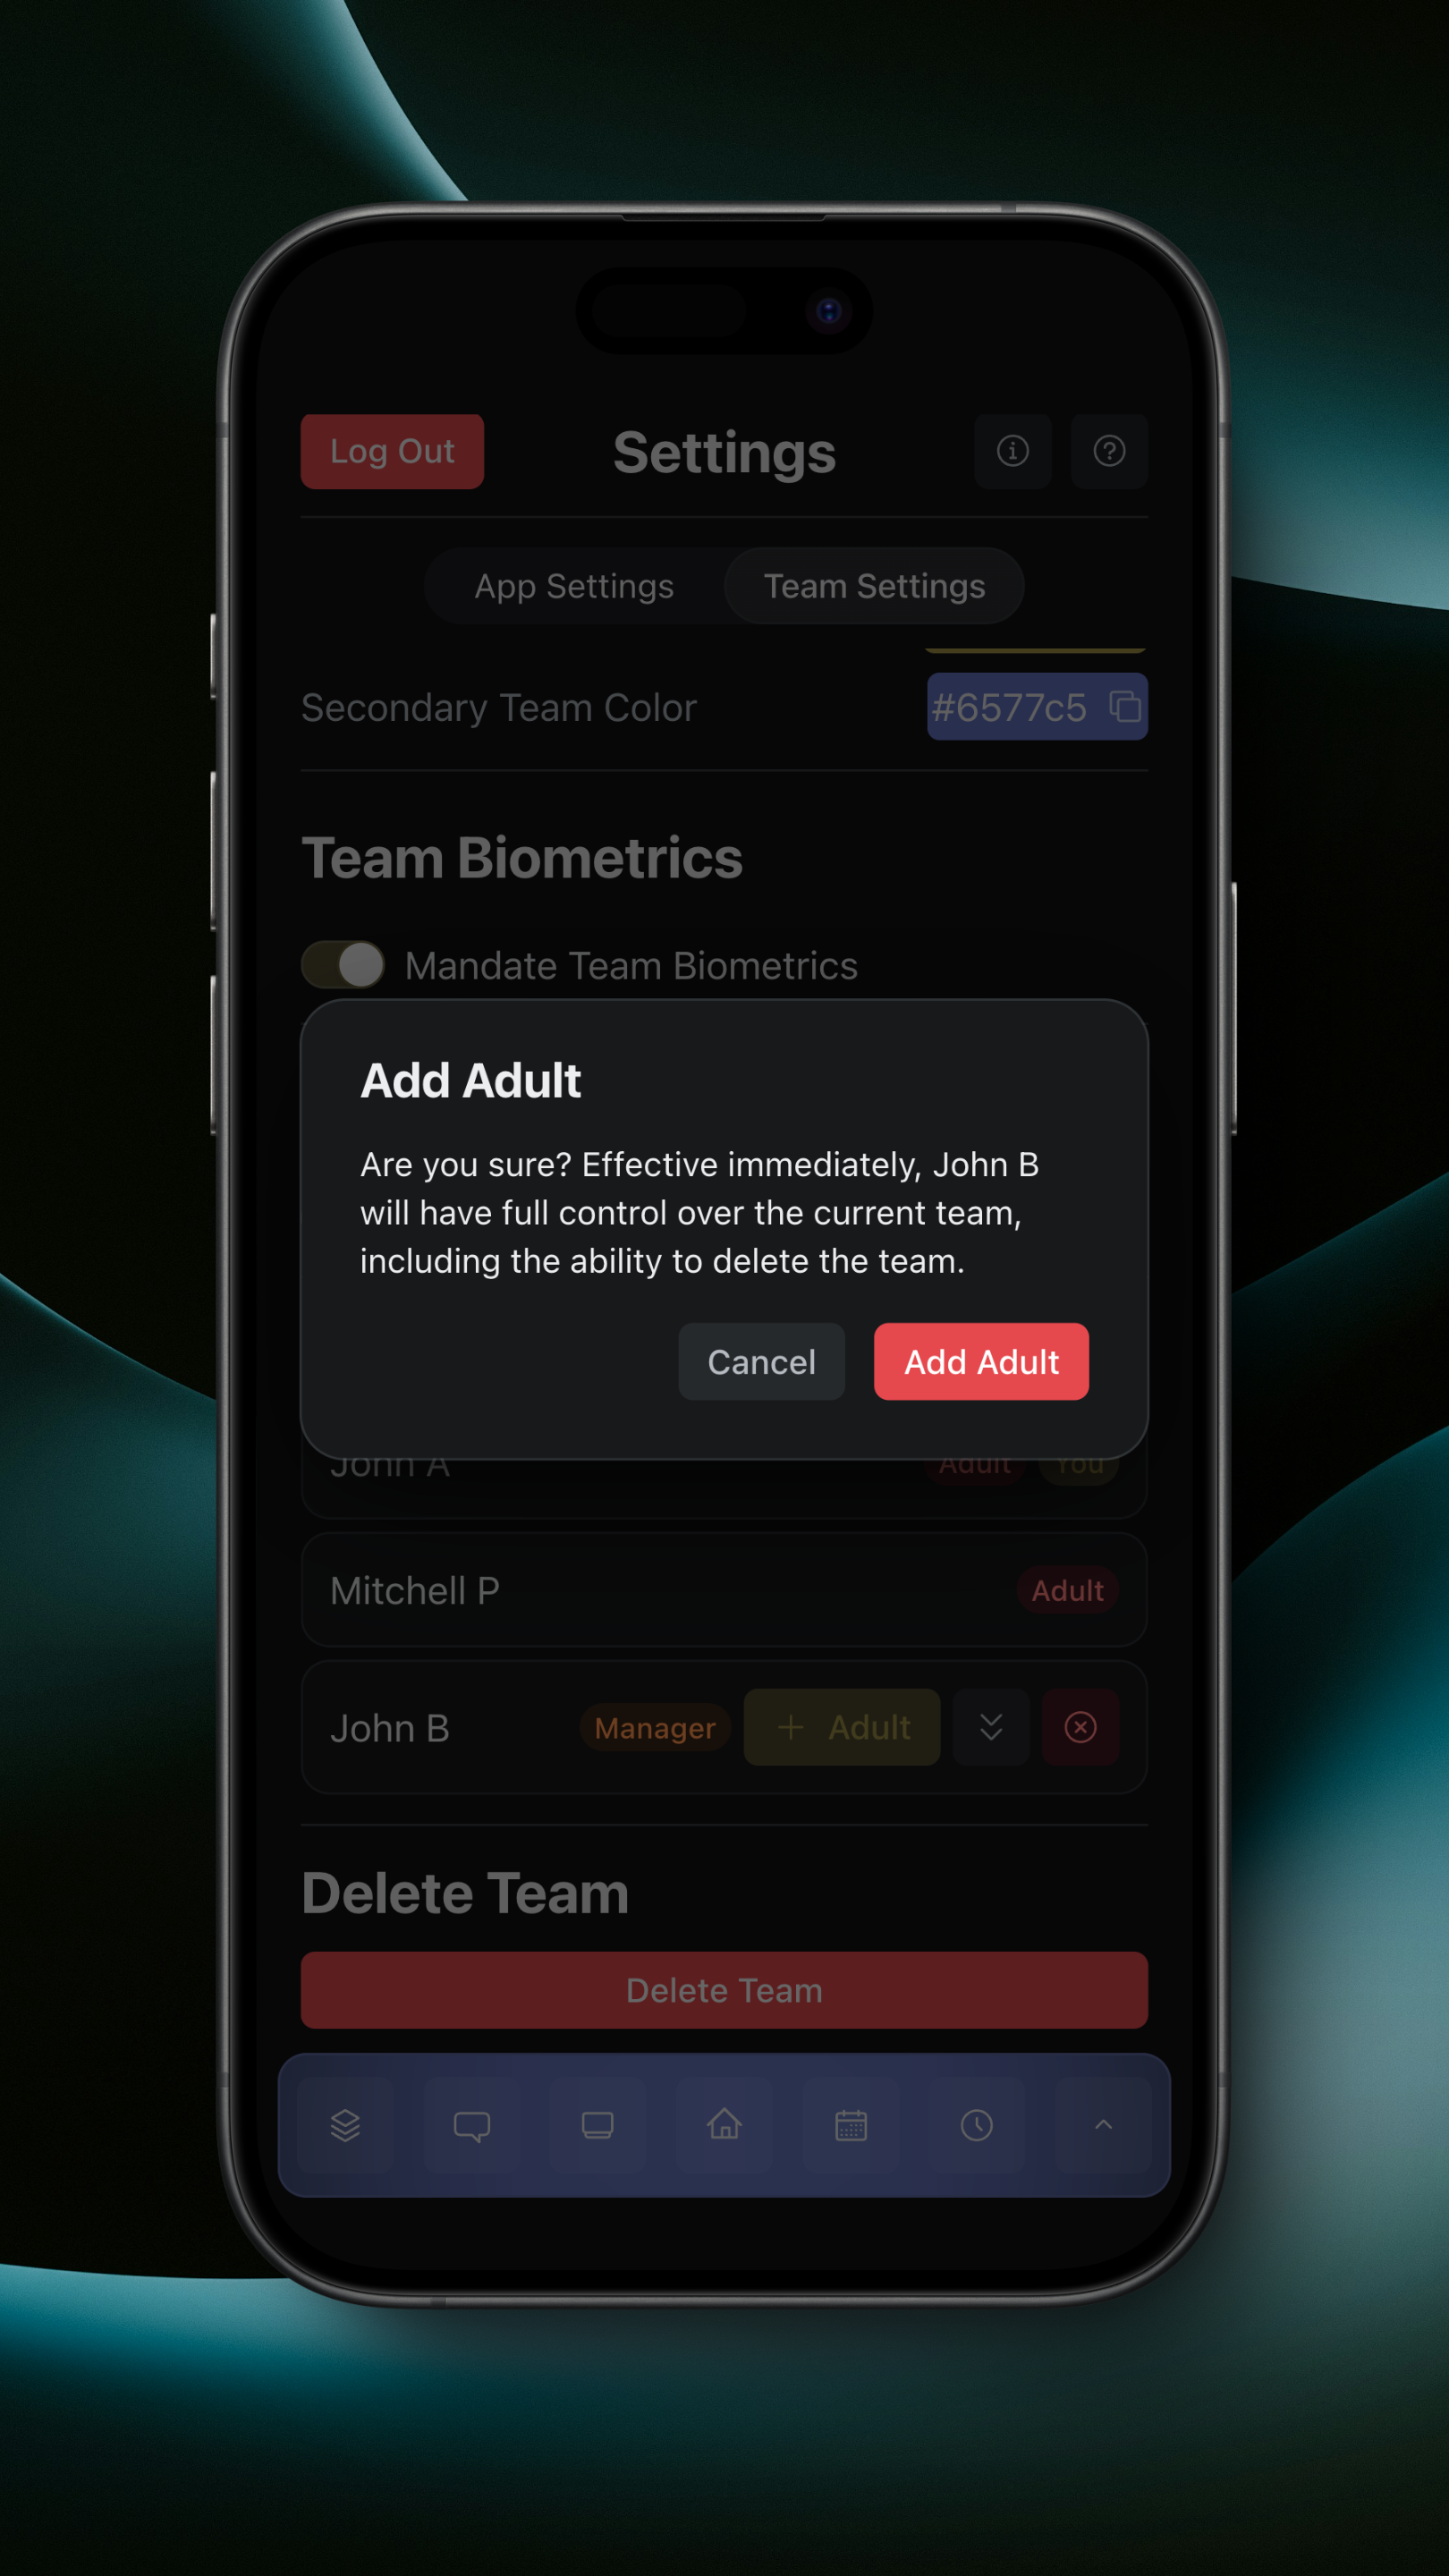 Log Out
Settings
App Settings
Team Settings
Secondary Team Color
#6577c5
Team Biometrics
Mandate Team Biometrics
Add Adult
Are you sure? Effective immediately, John B
will have full control over the current team,
including the ability to delete the team.
Cancel
Add Adult
John A
Adult
You
Mitchell P
Adult
John B
Manager
+ Adult
Delete Team
Delete Team